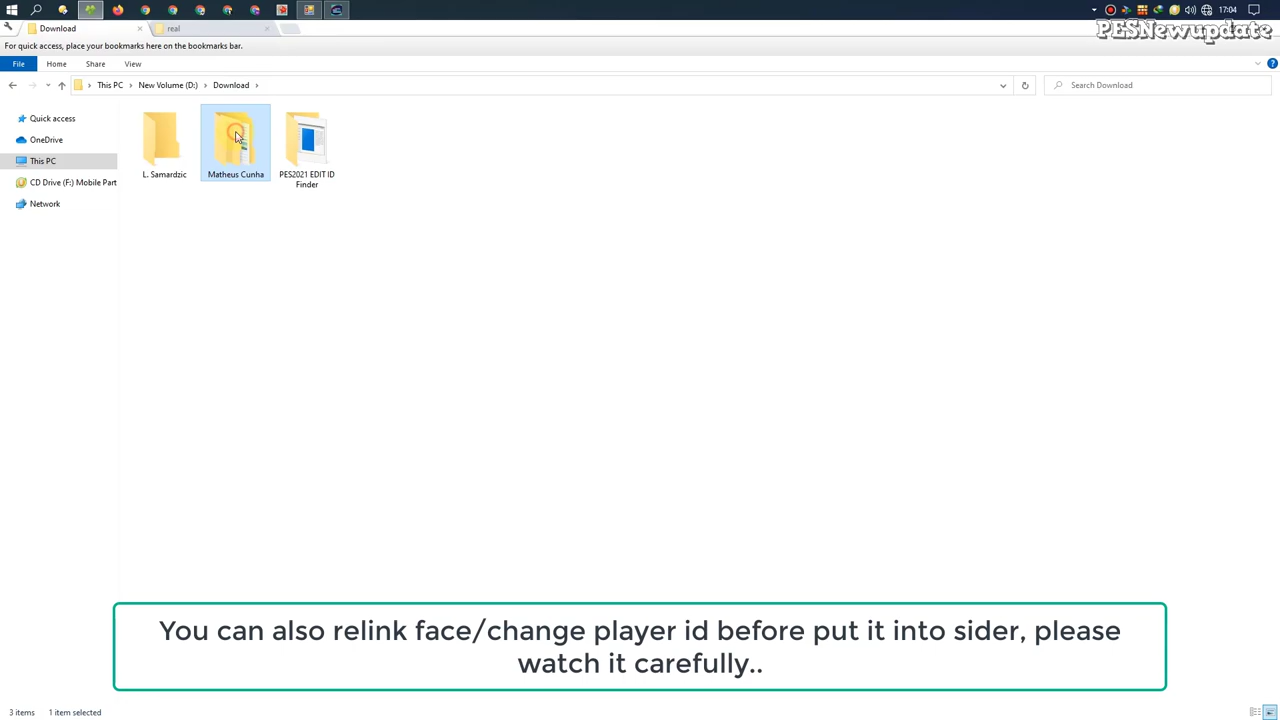 17:04
PESNewupdate
Download
real
For quick access, place your bookmarks here on the bookmarks bar.
File
Home
Share
View
This PC
New Volume (D:)
Download
Search Download
Quick access
OneDrive
This PC
CD Drive (F:) Mobile Part
Network
L. Samardzic
Matheus Cunha
PES2021 EDIT ID
Finder
You can also relink face/change player id before put it into sider, please
watch it carefully..
3 items
1 item selected